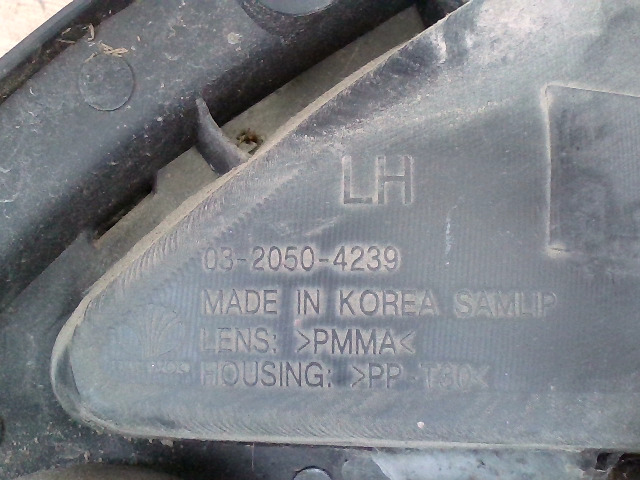 LH
03-2050-4239
MADE IN KOREA SAMLIP
LENS: >PMMA<
HOUSING: >PP-T30<